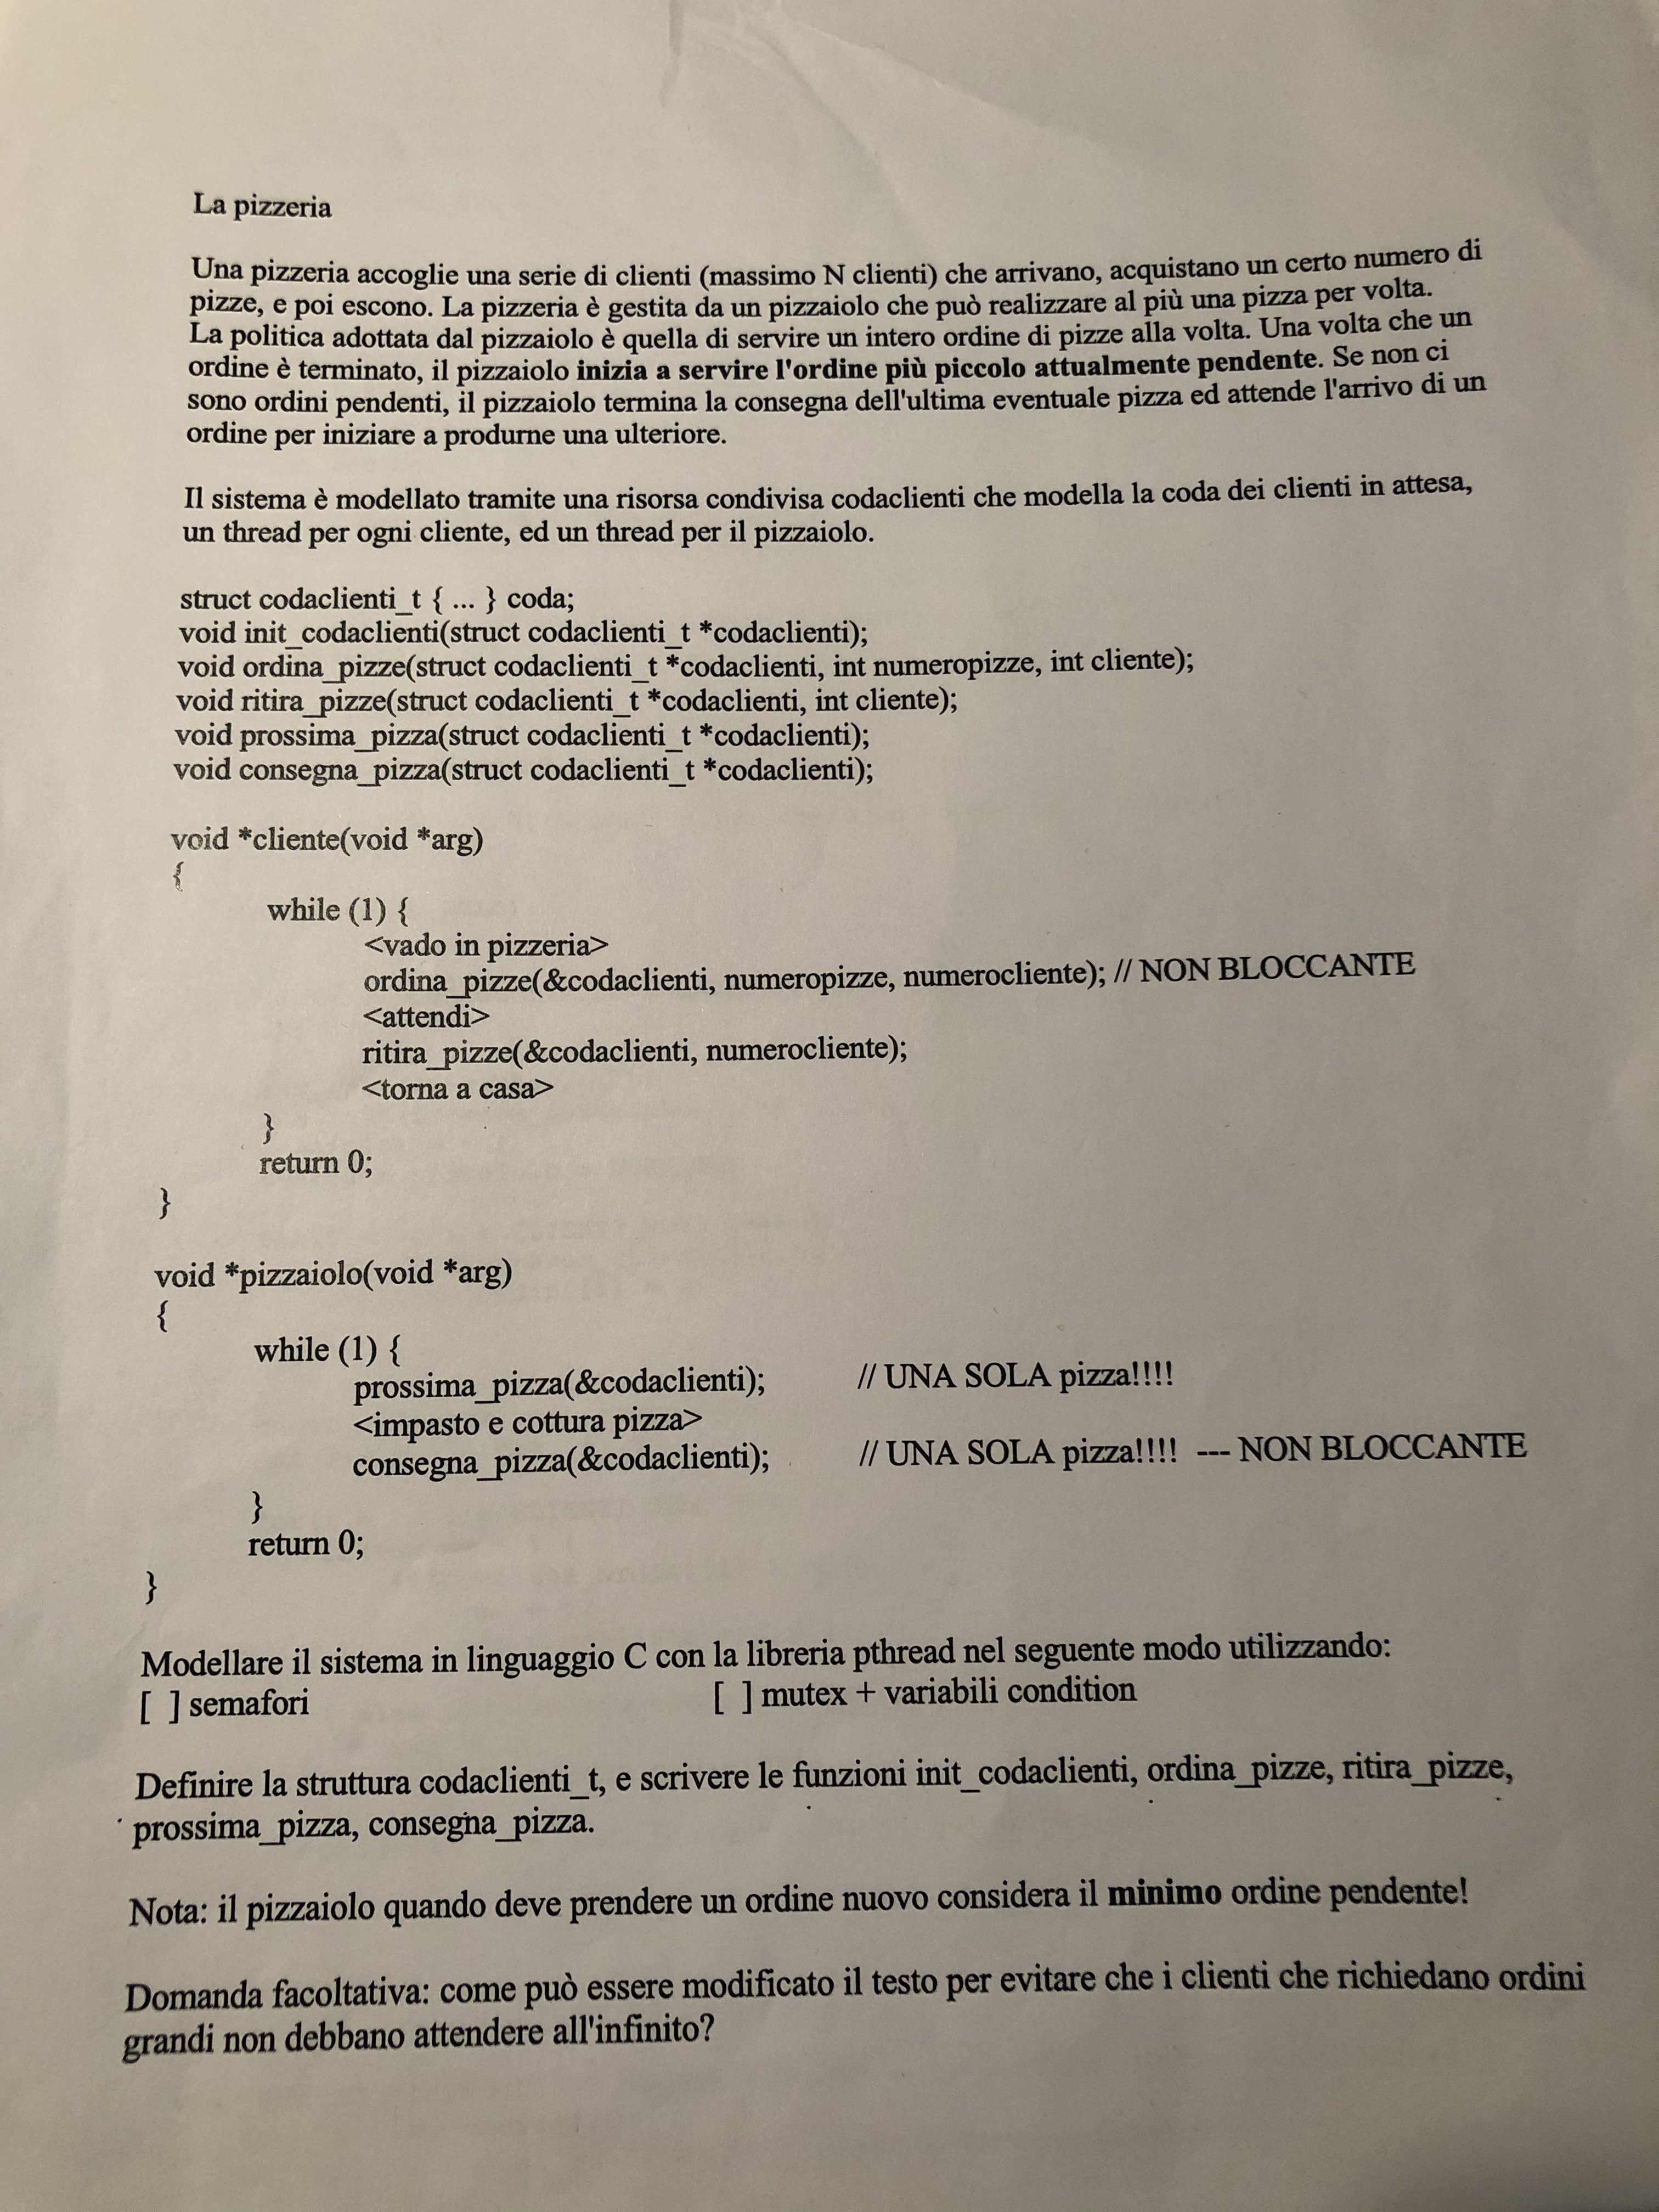 La pizzeria
Una pizzeria accoglie una serie di clienti (massimo N clienti) che arrivano, acquistano un certo numero di
pizze, e poi escono. La pizzeria è gestita da un pizzaiolo che può realizzare al più una pizza per volta.
La politica adottata dal pizzaiolo è quella di servire un intero ordine di pizze alla volta. Una volta che un
ordine è terminato, il pizzaiolo inizia a servire l'ordine più piccolo attualmente pendente. Se non ci
sono ordini pendenti, il pizzaiolo termina la consegna dell'ultima eventuale pizza ed attende l'arrivo di un
ordine per iniziare a produrne una ulteriore.
Il sistema è modellato tramite una risorsa condivisa codaclienti che modella la coda dei clienti in attesa,
un thread per ogni cliente, ed un thread per il pizzaiolo.
struct codaclienti_t { ... } coda;
void init_codaclienti(struct codaclienti_t *codaclienti);
void ordina_pizze(struct codaclienti_t *codaclienti, int numeropizze, int cliente);
void ritira_pizze(struct codaclienti_t *codaclienti, int cliente);
void prossima_pizza(struct codaclienti_t *codaclienti);
void consegna_pizza(struct codaclienti_t *codaclienti);
void *cliente(void *arg)
{
while (1) {
<vado in pizzeria>
ordina_pizze(&codaclienti, numeropizze, numerocliente); // NON BLOCCANTE
<attendi>
ritira_pizze(&codaclienti, numerocliente);
<torna a casa>
}
return 0;
}
void *pizzaiolo(void *arg)
{
while (1) {
prossima_pizza(&codaclienti); // UNA SOLA pizza!!!!
<impasto e cottura pizza>
consegna_pizza(&codaclienti); // UNA SOLA pizza!!!! --- NON BLOCCANTE
}
return 0;
}
Modellare il sistema in linguaggio C con la libreria pthread nel seguente modo utilizzando:
[ ] semafori [ ] mutex + variabili condition
Definire la struttura codaclienti_t, e scrivere le funzioni init_codaclienti, ordina_pizze, ritira_pizze,
prossima_pizza, consegna_pizza.
Nota: il pizzaiolo quando deve prendere un ordine nuovo considera il minimo ordine pendente!
Domanda facoltativa: come può essere modificato il testo per evitare che i clienti che richiedano ordini
grandi non debbano attendere all'infinito?